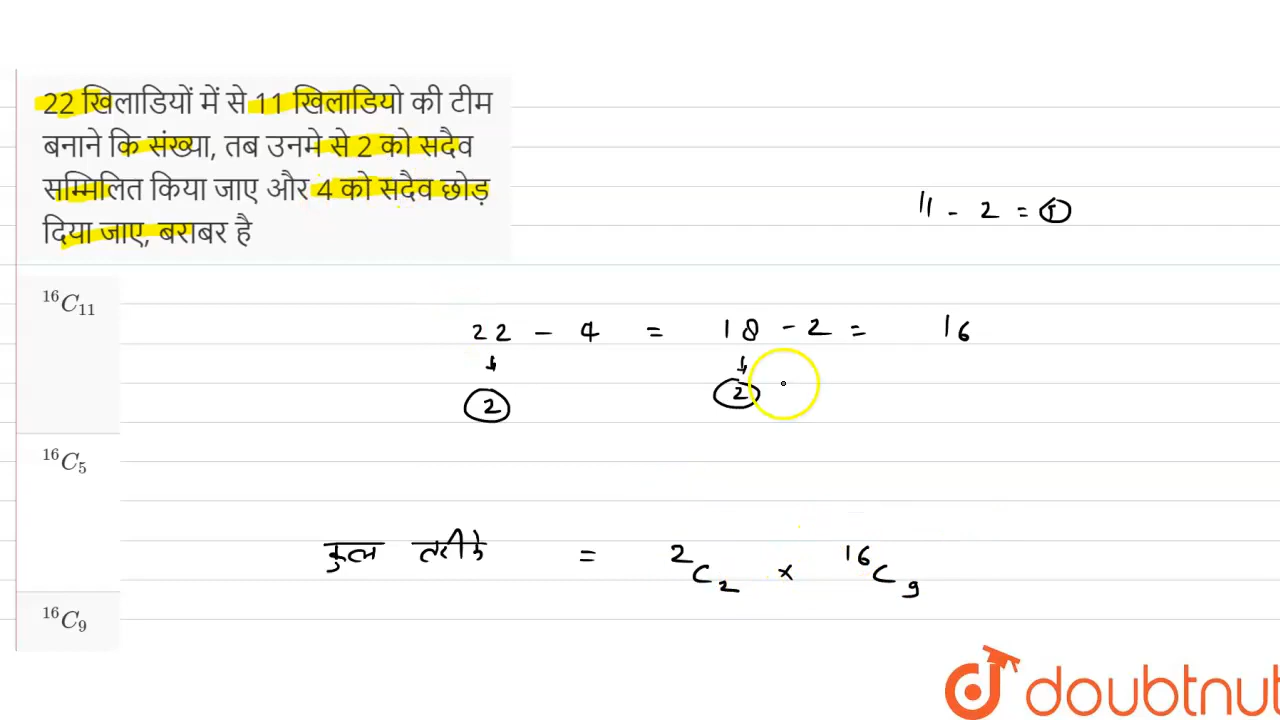 22 खिलाडियों में से 11 खिलाडियो की टीम
बनाने कि संख्या, तब उनमे से 2 को सदैव
सम्मिलित किया जाए और 4 को सदैव छोड़
दिया जाए, बराबर है
11 - 2 =
¹⁶C₁₁
22 - 4 = 18 - 2 = 16
2 2
¹⁶C₅
कुल तरीके = ²C₂ × ¹⁶C₉
¹⁶C₉
doubtnut